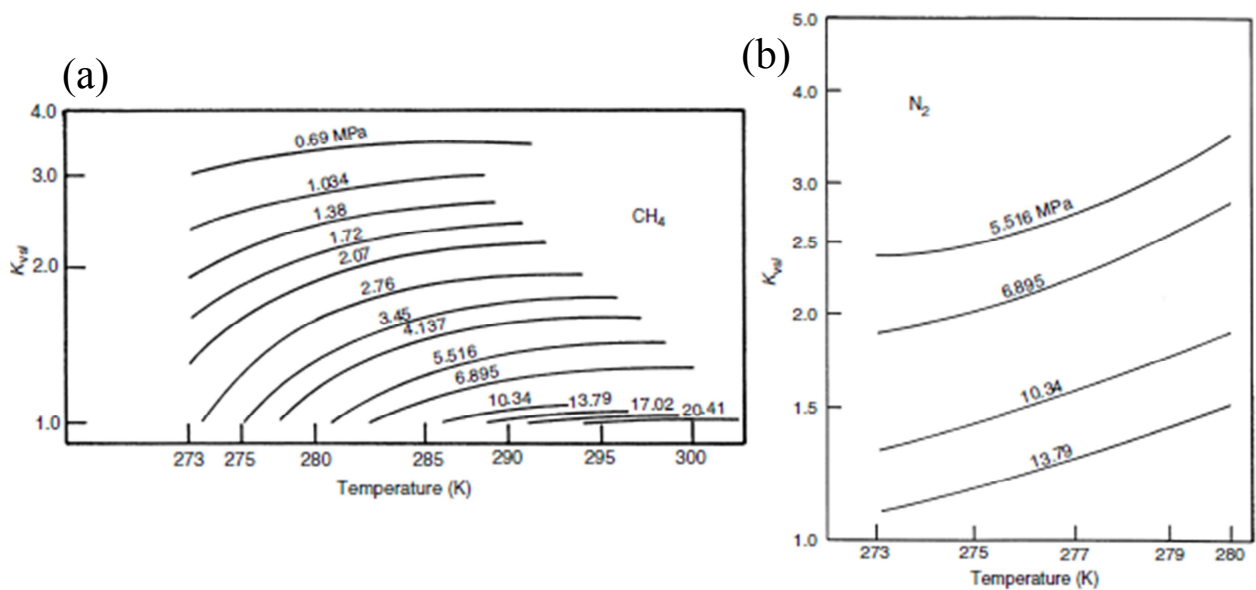 (a)
4.0
3.0
2.0
1.0
K_vsi
0.69 MPa
1.034
1.38
1.72
2.07
2.76
3.45
4.137
5.516
6.895
10.34
13.79
17.02
20.41
CH₄
273 275 280 285 290 295 300
Temperature (K)
(b)
5.0
4.0
3.0
2.5
2.0
1.5
1.0
K_vsi
N₂
5.516 MPa
6.895
10.34
13.79
273 275 277 279 280
Temperature (K)